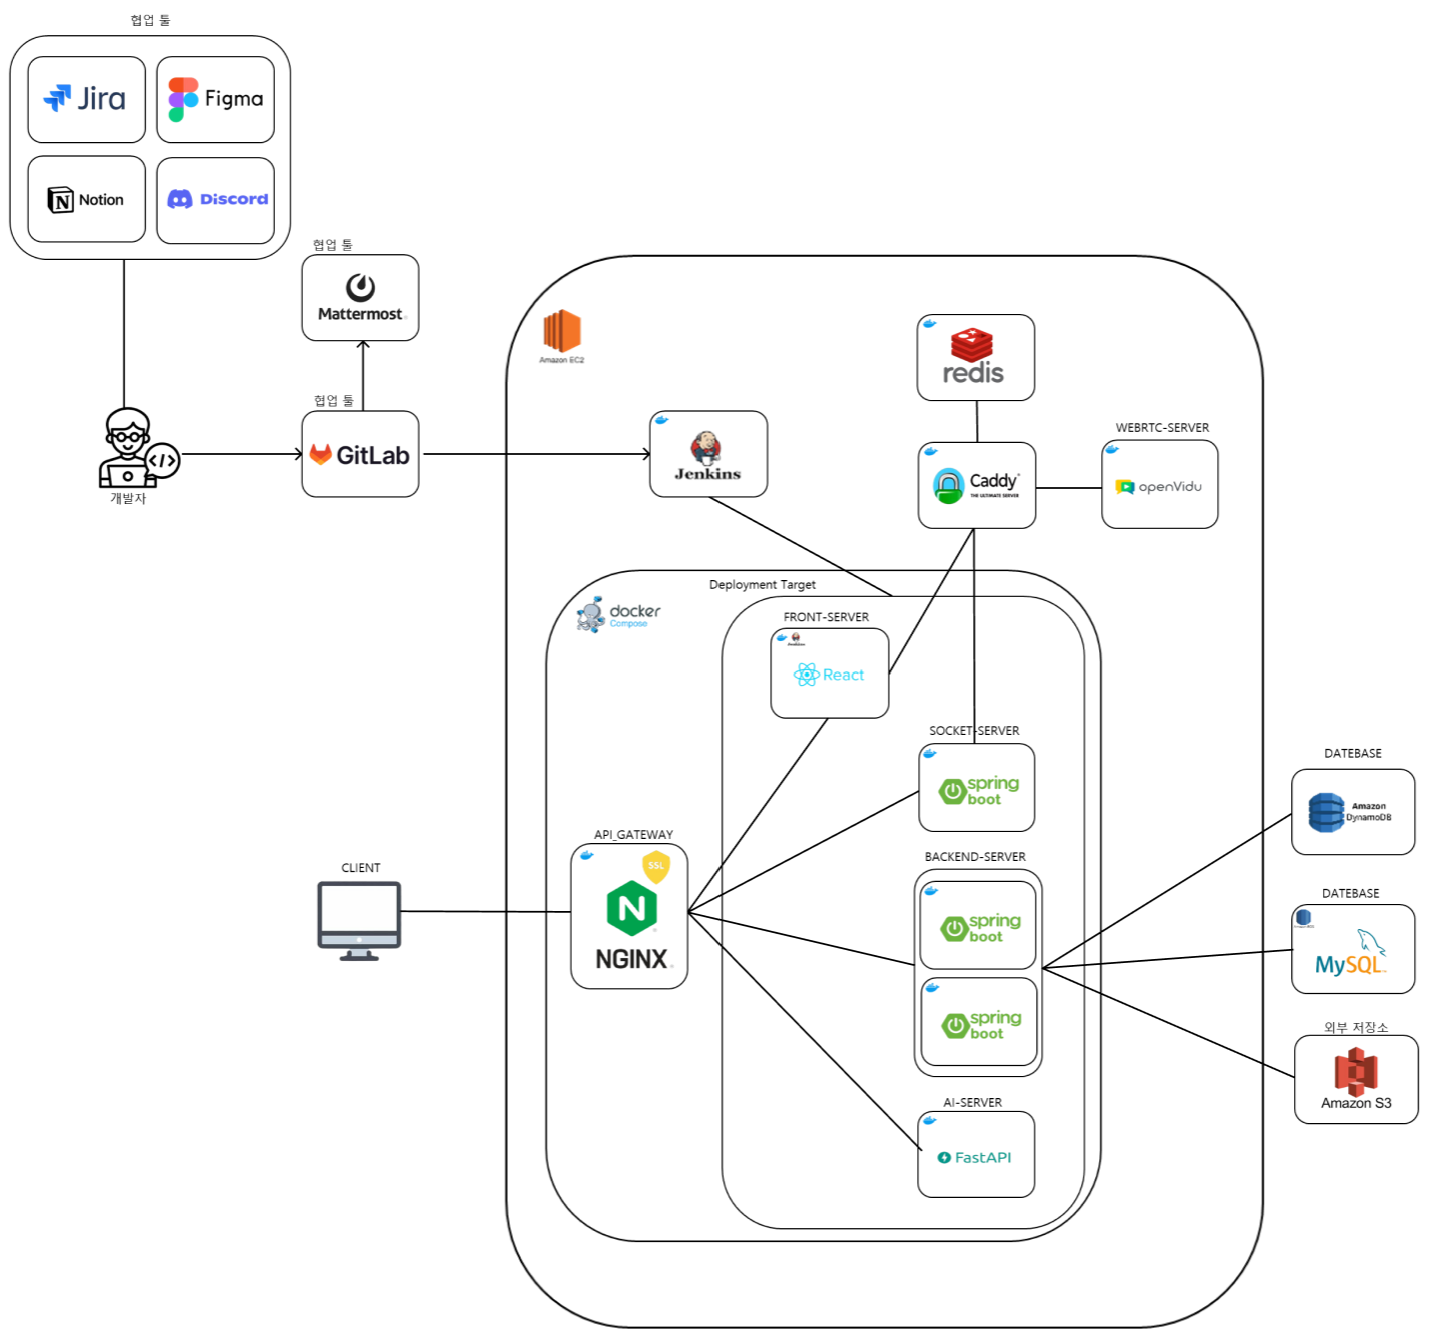 협업 툴
Jira
Figma
Notion
Discord
협업 툴
Mattermost
협업 툴
GitLab
개발자
Amazon EC2
Jenkins
redis
Caddy
THE ULTIMATE SERVER
WEBRTC-SERVER
openVidu
docker
Compose
Deployment Target
FRONT-SERVER
React
SOCKET-SERVER
spring
boot
API_GATEWAY
SSL
N
NGINX
CLIENT
BACKEND-SERVER
spring
boot
spring
boot
AI-SERVER
FastAPI
DATEBASE
Amazon
DynamoDB
DATEBASE
MySQL
외부 저장소
Amazon S3